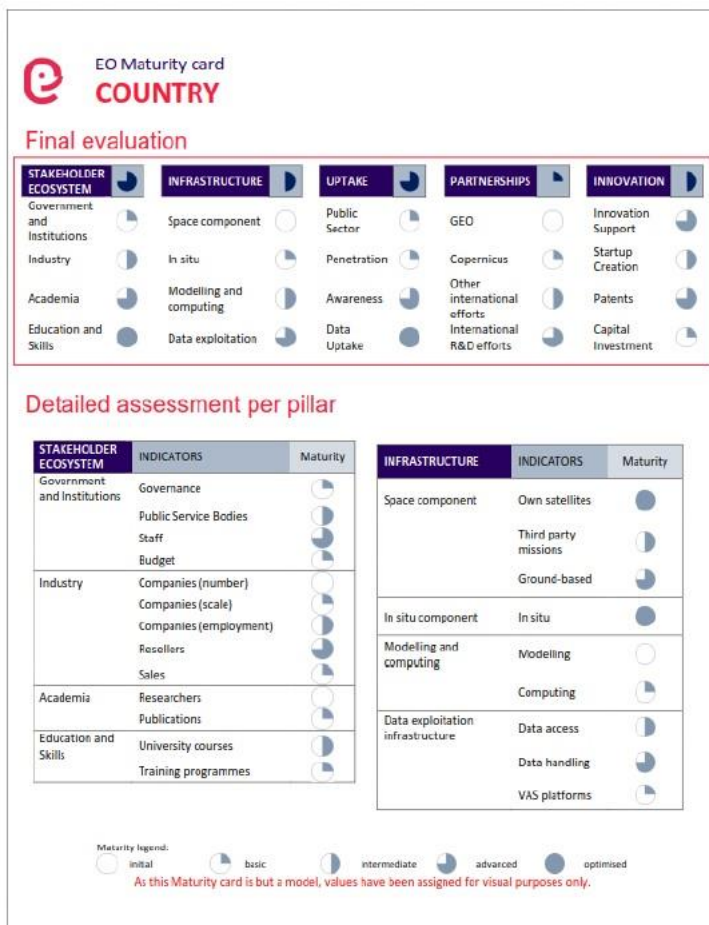 EO Maturity card
COUNTRY
Final evaluation
STAKEHOLDER ECOSYSTEM
Government and Institutions
Industry
Academia
Education and Skills
INFRASTRUCTURE
Space component
In situ
Modelling and computing
Data exploitation
UPTAKE
Public Sector
Penetration
Awareness
Data Uptake
PARTNERSHIPS
GEO
Copernicus
Other international efforts
International R&D efforts
INNOVATION
Innovation Support
Startup Creation
Patents
Capital Investment
Detailed assessment per pillar
STAKEHOLDER ECOSYSTEM INDICATORS Maturity
Government and Institutions Governance
Public Service Bodies
Staff
Budget
Industry Companies (number)
Companies (scale)
Companies (employment)
Resellers
Sales
Academia Researchers
Publications
Education and Skills University courses
Training programmes
INFRASTRUCTURE INDICATORS Maturity
Space component Own satellites
Third party missions
Ground-based
In situ component In situ
Modelling and computing Modelling
Computing
Data exploitation infrastructure Data access
Data handling
VAS platforms
Maturity legend:
initial basic intermediate advanced optimised
As this Maturity card is but a model, values have been assigned for visual purposes only.